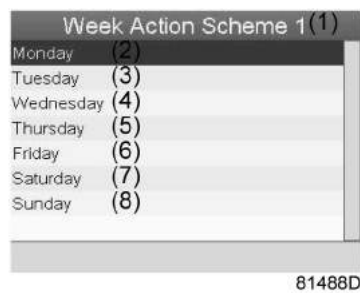 Week Action Scheme 1(1)
Monday (2)
Tuesday (3)
Wednesday (4)
Thursday (5)
Friday (6)
Saturday (7)
Sunday (8)
81488D